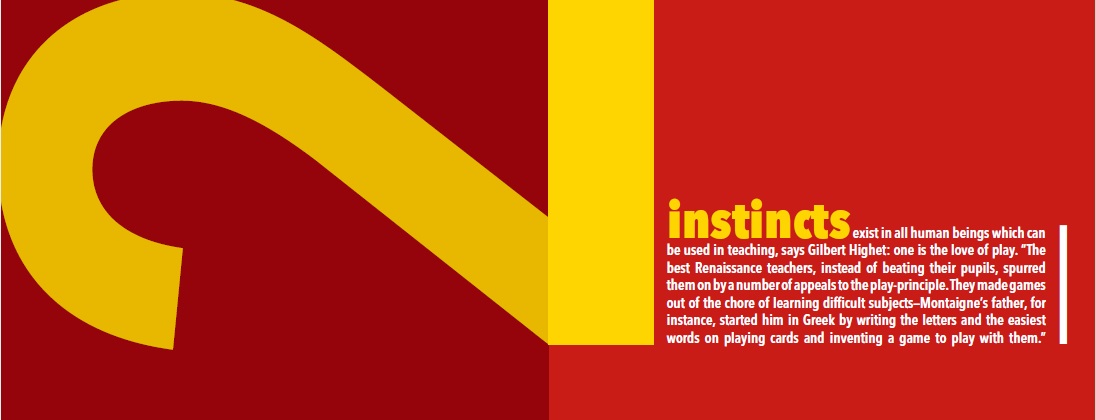 2
instincts exist in all human beings which can
be used in teaching, says Gilbert Highet: one is the love of play. “The
best Renaissance teachers, instead of beating their pupils, spurred
them on by a number of appeals to the play-principle. They made games
out of the chore of learning difficult subjects–Montaigne’s father, for
instance, started him in Greek by writing the letters and the easiest
words on playing cards and inventing a game to play with them.”